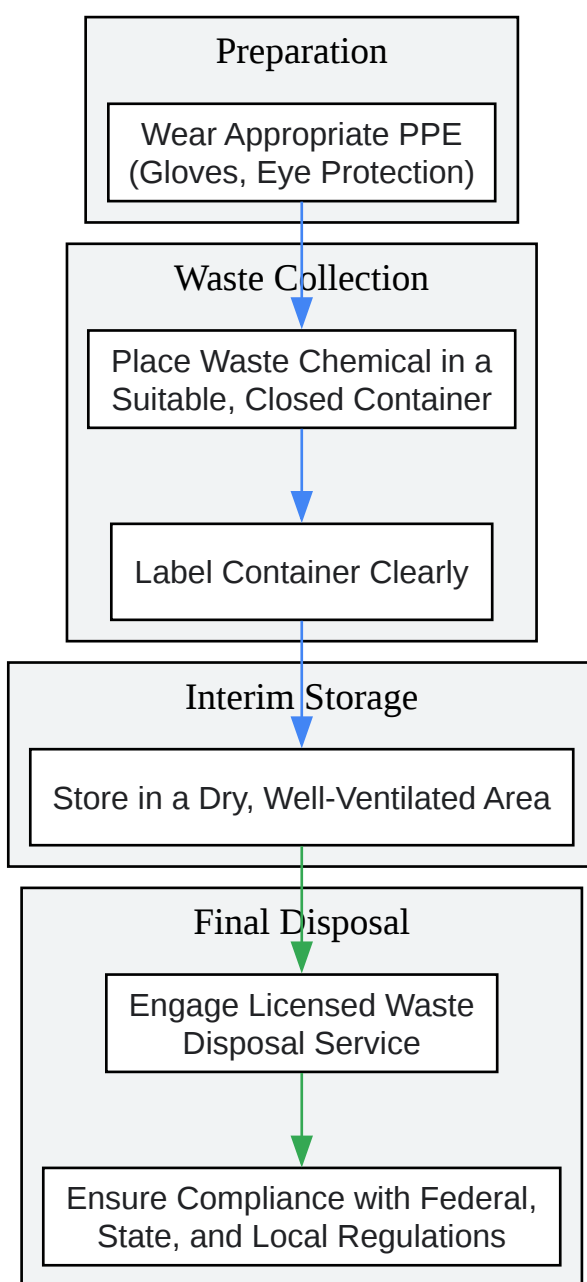 Preparation
Wear Appropriate PPE
(Gloves, Eye Protection)
Waste Collection
Place Waste Chemical in a
Suitable, Closed Container
Label Container Clearly
Interim Storage
Store in a Dry, Well-Ventilated Area
Final Disposal
Engage Licensed Waste
Disposal Service
Ensure Compliance with Federal,
State, and Local Regulations